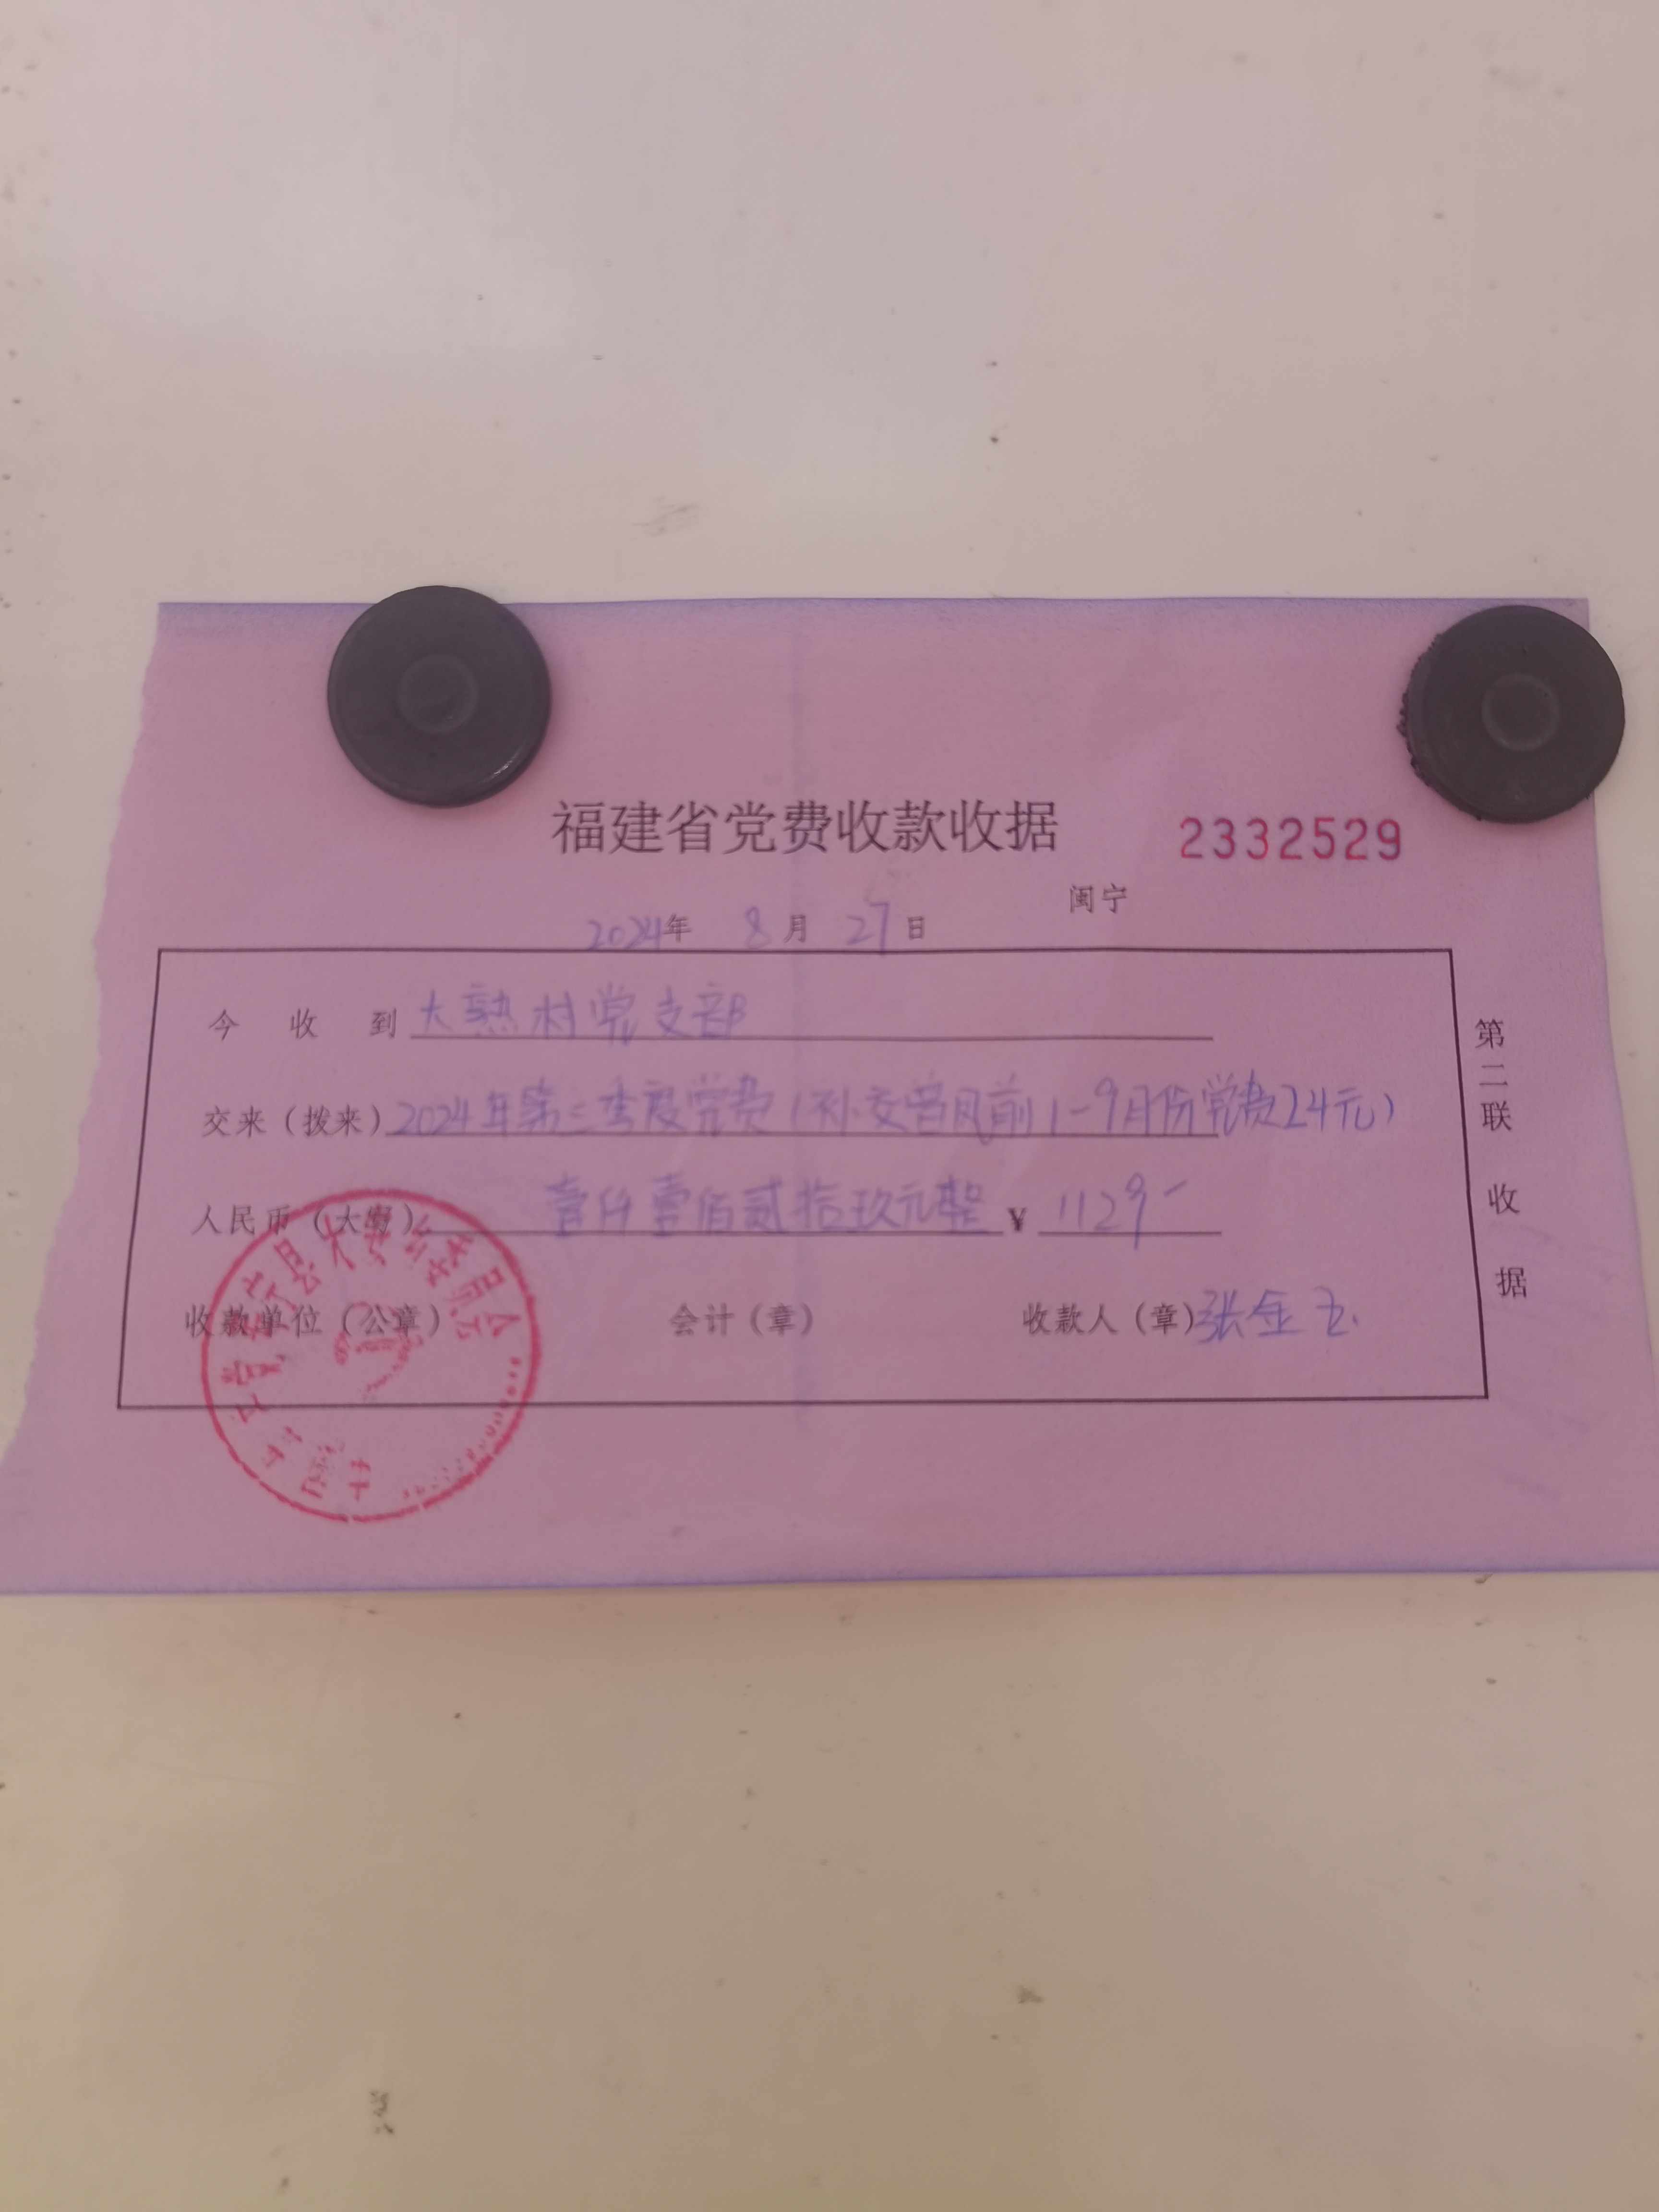 福建省党费收款收据 2332529
闽宁
2024年 8月 27日
今 收 到 大熟村党支部
交来（拨来）2024年第三季度党费（补交曾凤前1-9月份党费24元）
人民币（大写） 壹仟壹佰贰拾玖元整 ¥ 1129-
收款单位（公章） 会计（章） 收款人（章）张金玉
第二联 收据